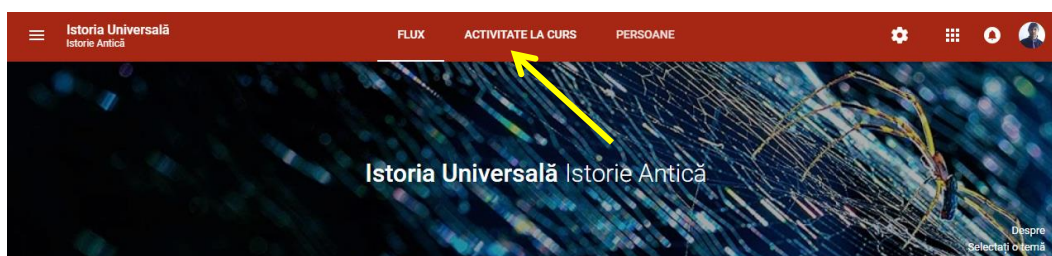 Istoria Universală
Istorie Antică
FLUX
ACTIVITATE LA CURS
PERSOANE
Istoria Universală Istorie Antică
Despre
Selectați o temă